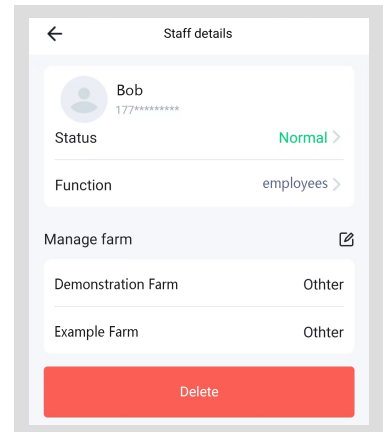 Staff details
Bob
177*********
Status Normal
Function employees
Manage farm
Demonstration Farm Othter
Example Farm Othter
Delete